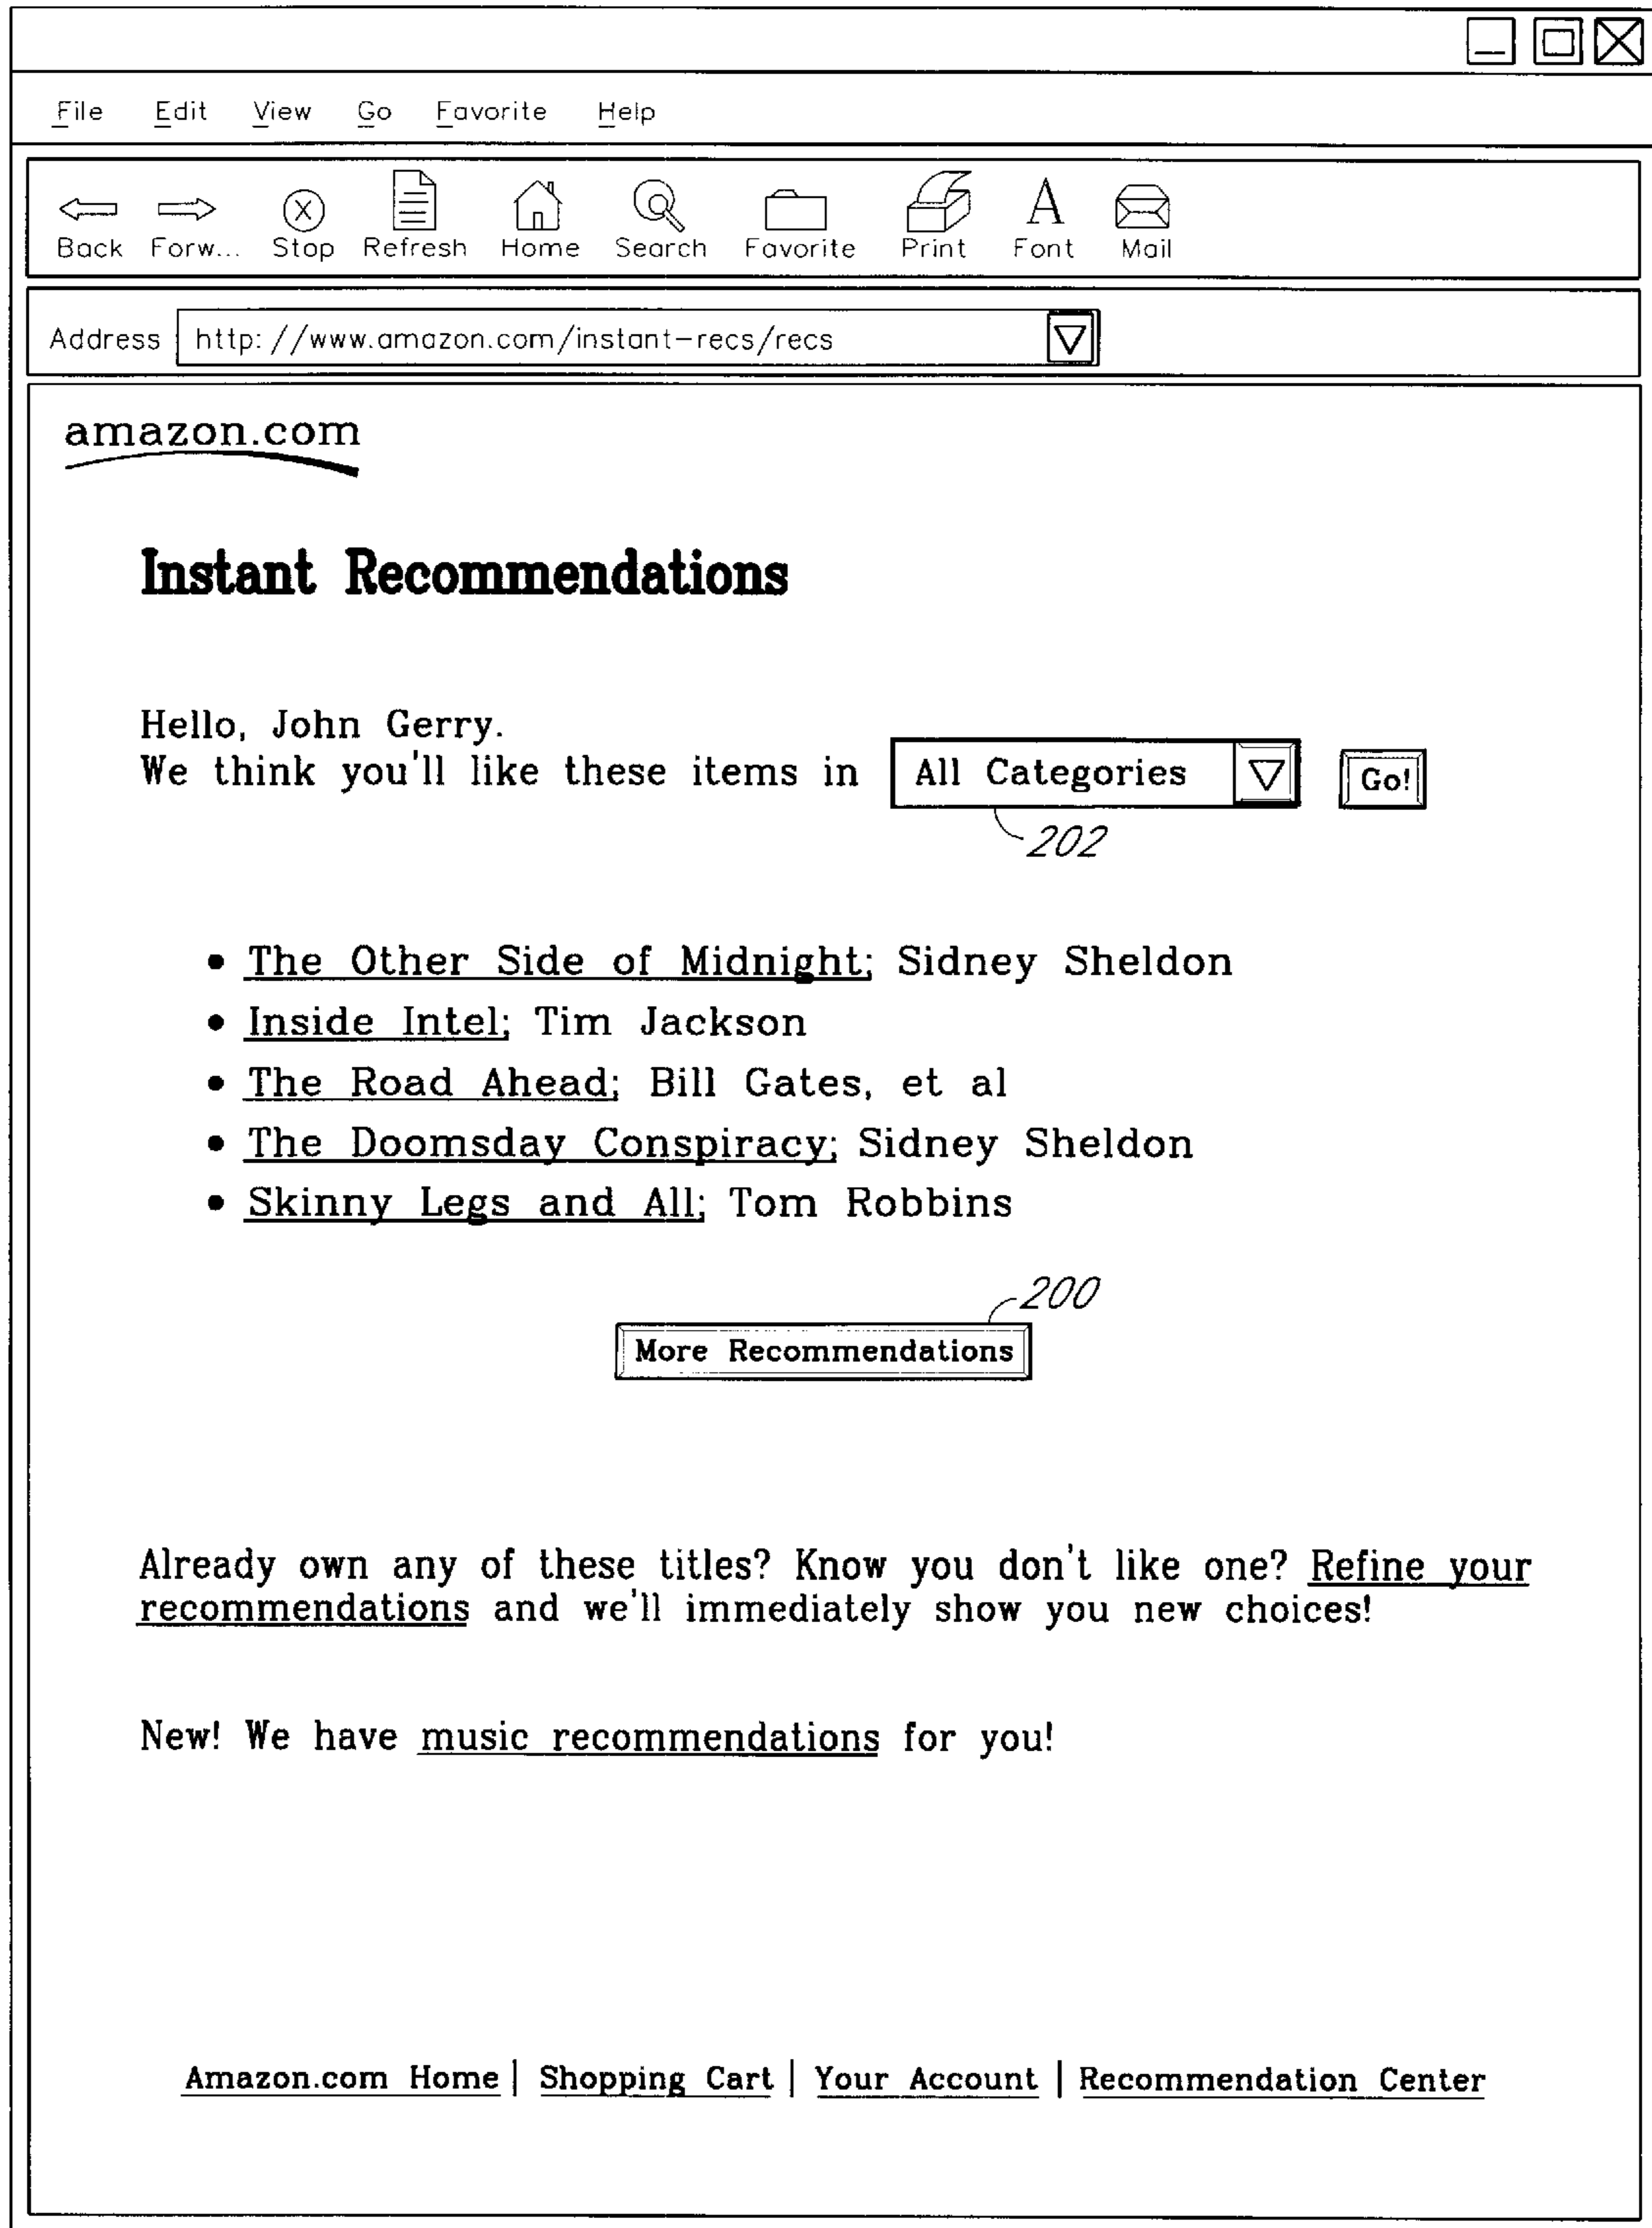 File Edit View Go Favorite Help
Back Forw... Stop Refresh Home Search Favorite Print Font Mail
Address http://www.amazon.com/instant-recs/recs
amazon.com
Instant Recommendations
Hello, John Gerry.
We think you'll like these items in All Categories Go!
202
• The Other Side of Midnight; Sidney Sheldon
• Inside Intel; Tim Jackson
• The Road Ahead; Bill Gates, et al
• The Doomsday Conspiracy; Sidney Sheldon
• Skinny Legs and All; Tom Robbins
200
More Recommendations
Already own any of these titles? Know you don't like one? Refine your
recommendations and we'll immediately show you new choices!
New! We have music recommendations for you!
Amazon.com Home | Shopping Cart | Your Account | Recommendation Center